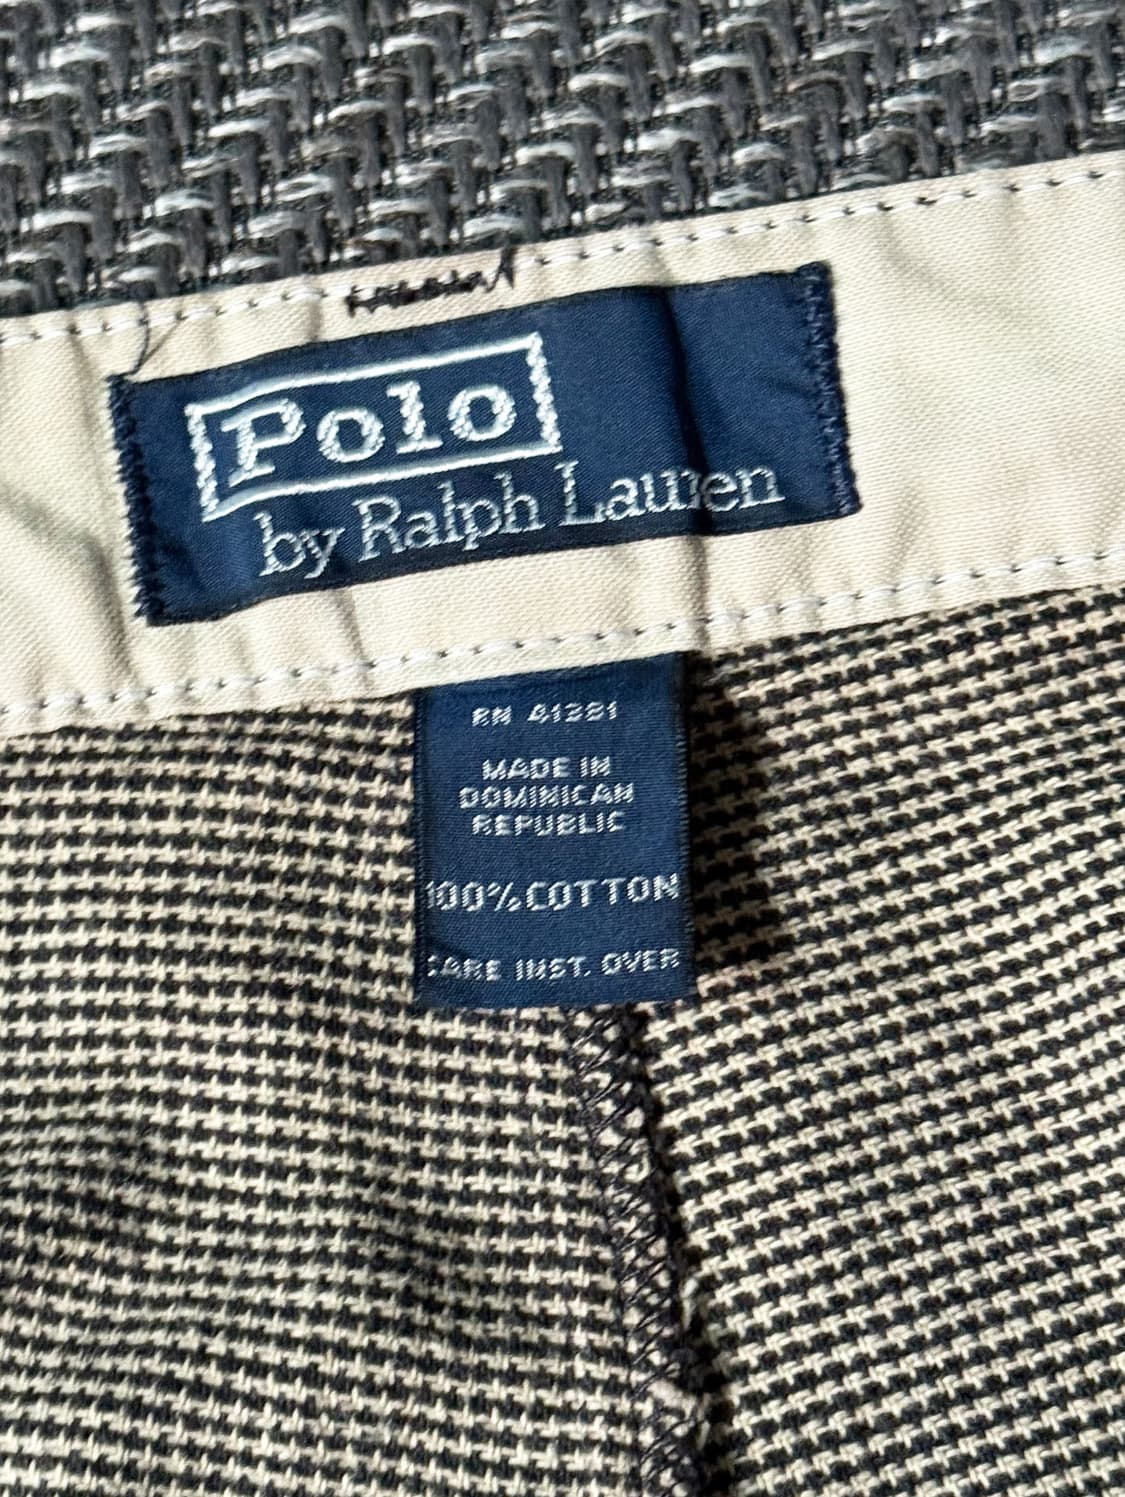 Polo
by Ralph Lauren
RN 41381
MADE IN
DOMINICAN
REPUBLIC
100% COTTON
CARE INST. OVER